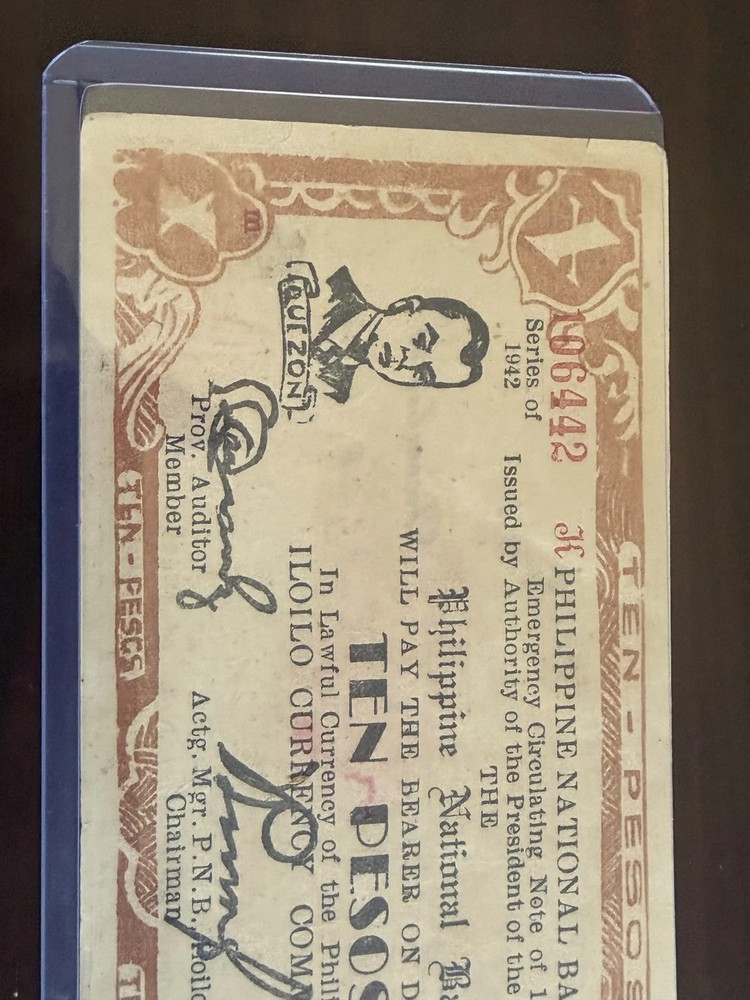 TEN - PESOS
X
106442 K PHILIPPINE NATIONAL BA
Series of
1942
Emergency Circulating Note of 1
Issued by Authority of the President of the
THE
Philippine National Ba
WILL PAY THE BEARER ON D
TEN PESOS
In Lawful Currency of the Phil
ILOILO CURRENCY COM
QUEZON
X
m
Prov. Auditor
Member
Actg. Mgr. P.N.B., Iloilo
Chairman
TEN - PESOS
TE